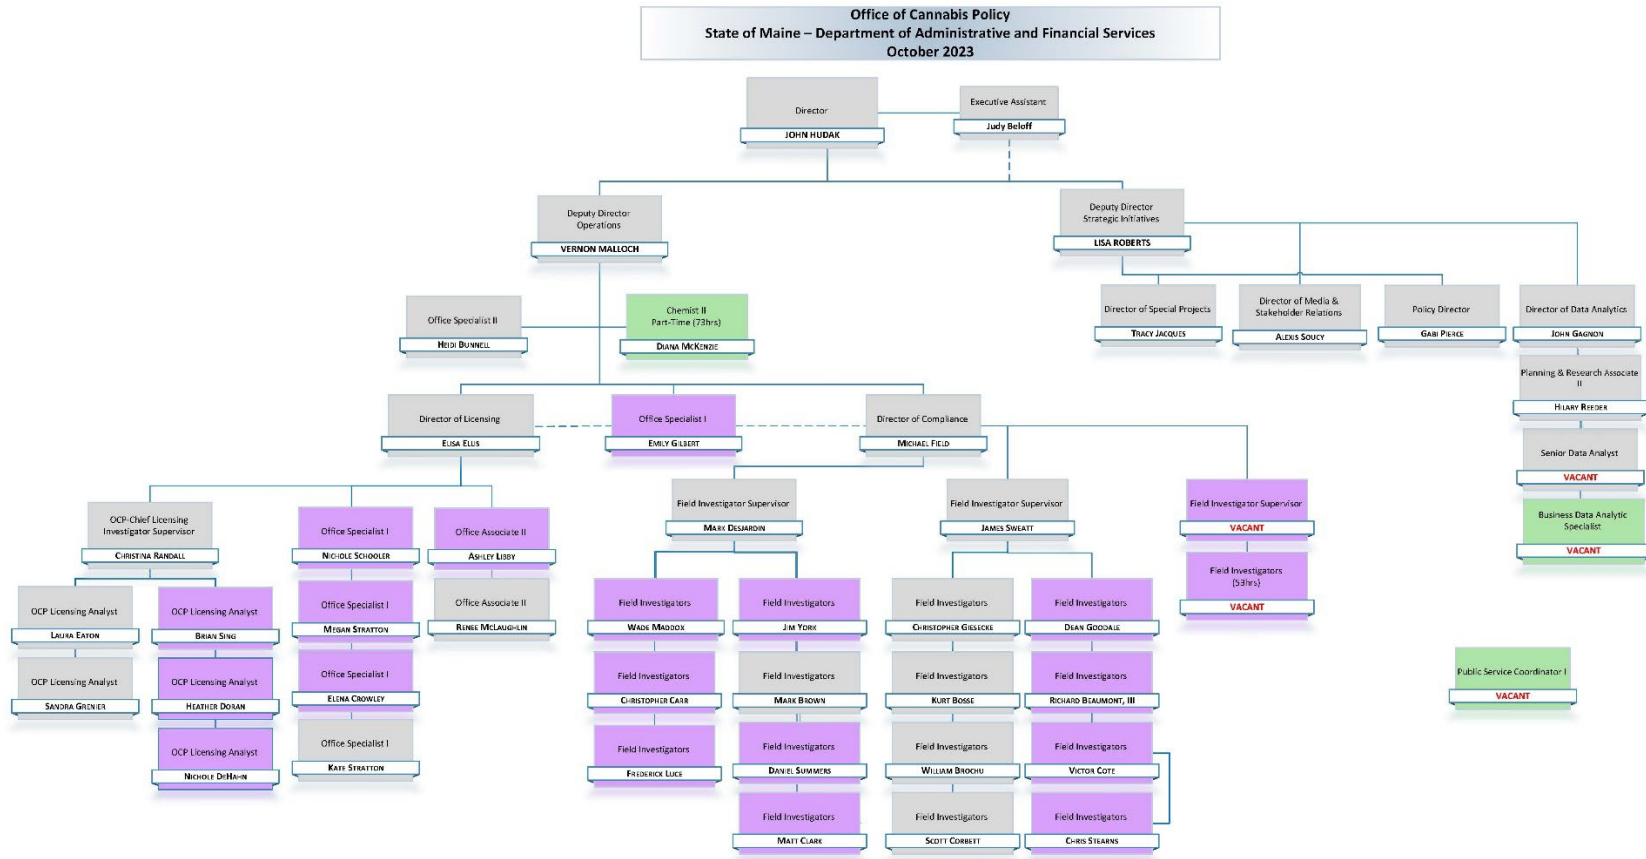 Office of Cannabis Policy
State of Maine – Department of Administrative and Financial Services
October 2023
Director
JOHN HUDAK
Executive Assistant
Judy Beloff
Deputy Director
Operations
VERNON MALLOCH
Deputy Director
Strategic Initiatives
LISA ROBERTS
Office Specialist II
HEIDI BUNNELL
Chemist II
Part-Time (73hrs)
DIANA MCKENZIE
Director of Special Projects
TRACY JACQUES
Director of Media &
Stakeholder Relations
ALEXIS SOUCY
Policy Director
GABI PIERCE
Director of Data Analytics
JOHN GAGNON
Planning & Research Associate
II
HILARY REEDER
Senior Data Analyst
VACANT
Business Data Analytic
Specialist
VACANT
Director of Licensing
ELISA ELLIS
Office Specialist I
EMILY GILBERT
Director of Compliance
MICHAEL FIELD
OCP-Chief Licensing
Investigator Supervisor
CHRISTINA RANDALL
Office Specialist I
NICHOLE SCHOOLER
Office Associate II
ASHLEY LIBBY
Field Investigator Supervisor
MARK DESJARDIN
Field Investigator Supervisor
JAMES SWEATT
Field Investigator Supervisor
VACANT
Field Investigators
(53hrs)
VACANT
OCP Licensing Analyst
LAURA EATON
OCP Licensing Analyst
BRIAN SING
Office Specialist I
MEGAN STRATTON
Office Associate II
RENEE MCLAUGHLIN
Field Investigators
WADE MADDOX
Field Investigators
JIM YORK
Field Investigators
CHRISTOPHER GIESECKE
Field Investigators
DEAN GOODALE
OCP Licensing Analyst
SANDRA GRENIER
OCP Licensing Analyst
HEATHER DORAN
Office Specialist I
ELENA CROWLEY
Field Investigators
CHRISTOPHER CARR
Field Investigators
MARK BROWN
Field Investigators
KURT BOSSE
Field Investigators
RICHARD BEAUMONT, III
Public Service Coordinator I
VACANT
OCP Licensing Analyst
NICHOLE DEHAHN
Office Specialist I
KATE STRATTON
Field Investigators
FREDERICK LUCE
Field Investigators
DANIEL SUMMERS
Field Investigators
WILLIAM BROCHU
Field Investigators
VICTOR COTE
Field Investigators
MATT CLARK
Field Investigators
SCOTT CORBETT
Field Investigators
CHRIS STEARNS